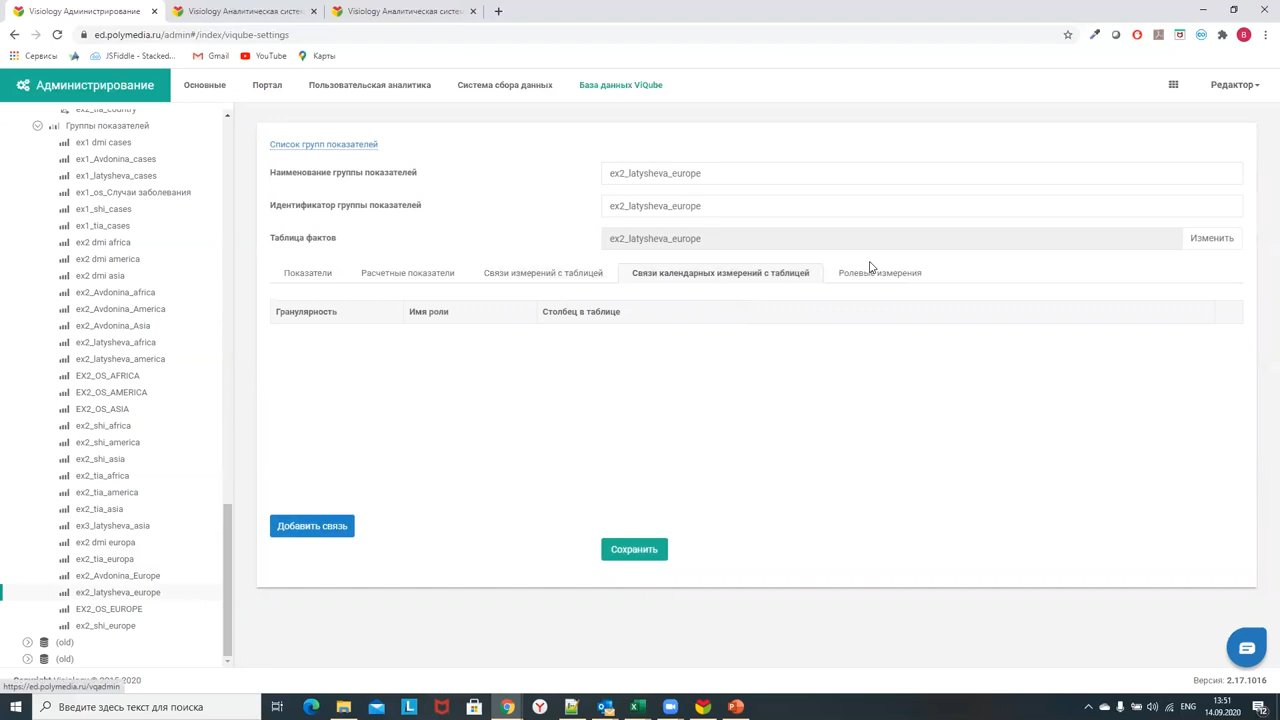 Visiology Администрирование
Visiology Аналитическая сист
Visiology Аналитическая сист
ed.polymedia.ru/admin#/index/viqube-settings
Сервисы
JSFiddle - Stacked...
Gmail
YouTube
Карты
Администрирование
Основные
Портал
Пользовательская аналитика
Система сбора данных
База данных ViQube
Редактор
ex2_tia_country
Группы показателей
ex1 dmi cases
ex1_Avdonina_cases
ex1_latysheva_cases
ex1_os_Случаи заболевания
ex1_shi_cases
ex1_tia_cases
ex2 dmi africa
ex2 dmi america
ex2 dmi asia
ex2_Avdonina_africa
ex2_Avdonina_America
ex2_Avdonina_Asia
ex2_latysheva_africa
ex2_latysheva_america
EX2_OS_AFRICA
EX2_OS_AMERICA
EX2_OS_ASIA
ex2_shi_africa
ex2_shi_america
ex2_shi_asia
ex2_tia_africa
ex2_tia_america
ex2_tia_asia
ex3_latysheva_asia
ex2 dmi europa
ex2_tia_europa
ex2_Avdonina_Europe
ex2_latysheva_europe
EX2_OS_EUROPE
ex2_shi_europe
(old)
(old)
Список групп показателей
Наименование группы показателей
ex2_latysheva_europe
Идентификатор группы показателей
ex2_latysheva_europe
Таблица фактов
ex2_latysheva_europe
Изменить
Показатели
Расчетные показатели
Связи измерений с таблицей
Связи календарных измерений с таблицей
Ролевые измерения
Гранулярность
Имя роли
Столбец в таблице
Добавить связь
Сохранить
2020
https://ed.polymedia.ru/vqadmin
Версия: 2.17.1016
Введите здесь текст для поиска
РУС
13:51
14.09.2020